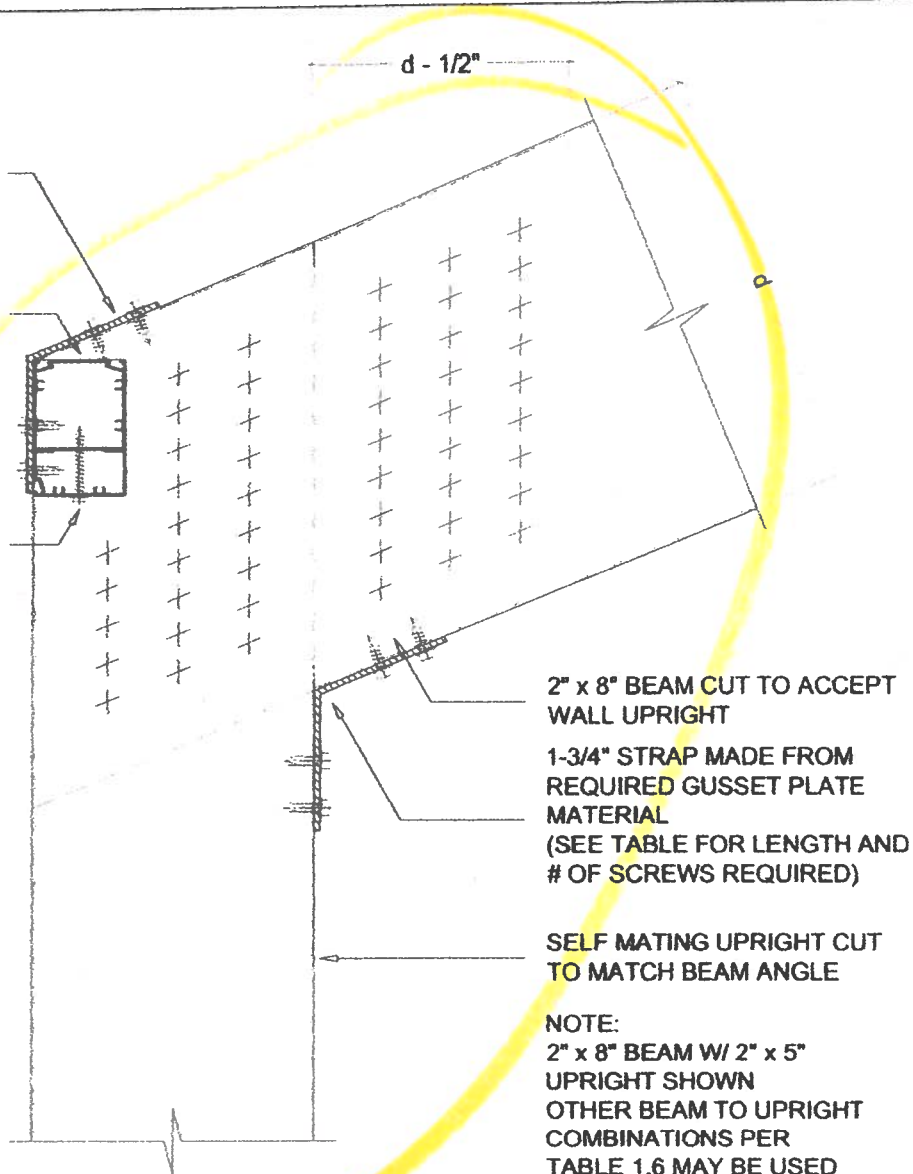 d - 1/2"
d
2" x 8" BEAM CUT TO ACCEPT
WALL UPRIGHT
1-3/4" STRAP MADE FROM
REQUIRED GUSSET PLATE
MATERIAL
(SEE TABLE FOR LENGTH AND
# OF SCREWS REQUIRED)
SELF MATING UPRIGHT CUT
TO MATCH BEAM ANGLE
NOTE:
2" x 8" BEAM W/ 2" x 5"
UPRIGHT SHOWN
OTHER BEAM TO UPRIGHT
COMBINATIONS PER
TABLE 1.6 MAY BE USED